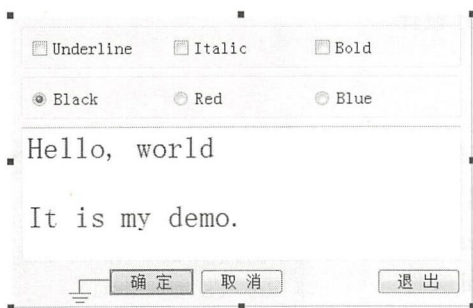 Underline Italic Bold
Black Red Blue
Hello, world
It is my demo.
确定 取消 退出